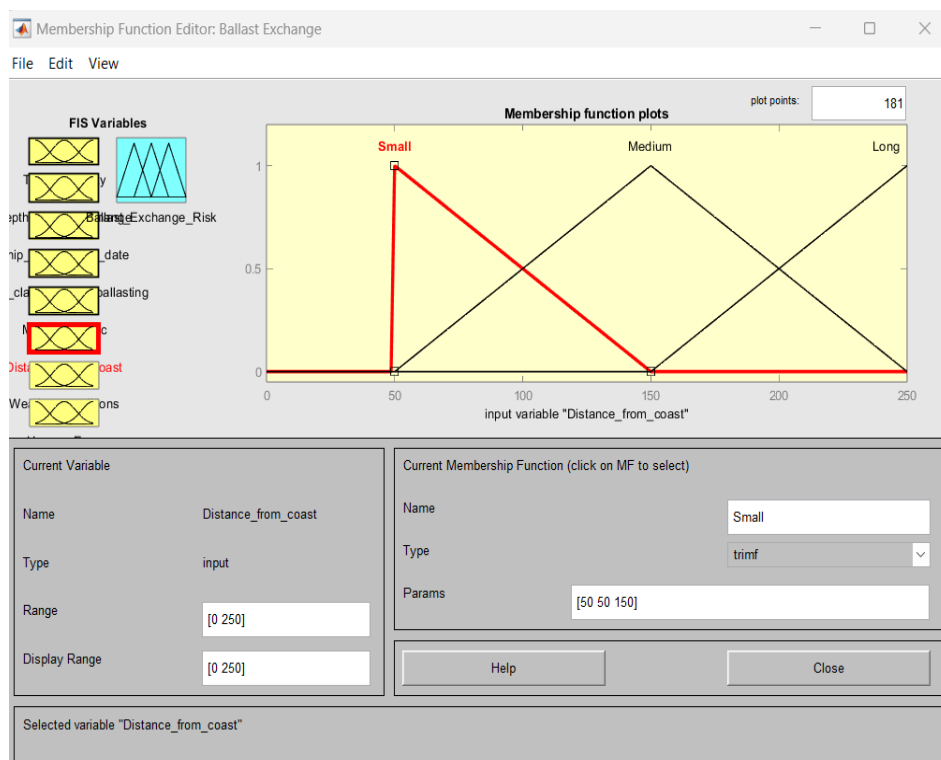 Membership Function Editor: Ballast Exchange
File Edit View
FIS Variables
Membership function plots
plot points:
181
Ballast_Exchange_Risk
_date
ballasting
Small
Medium
Long
1
0.5
0
0
50
100
150
200
250
input variable "Distance_from_coast"
Current Variable
Name
Distance_from_coast
Type
input
Range
[0 250]
Display Range
[0 250]
Current Membership Function (click on MF to select)
Name
Small
Type
trimf
Params
[50 50 150]
Help
Close
Selected variable "Distance_from_coast"